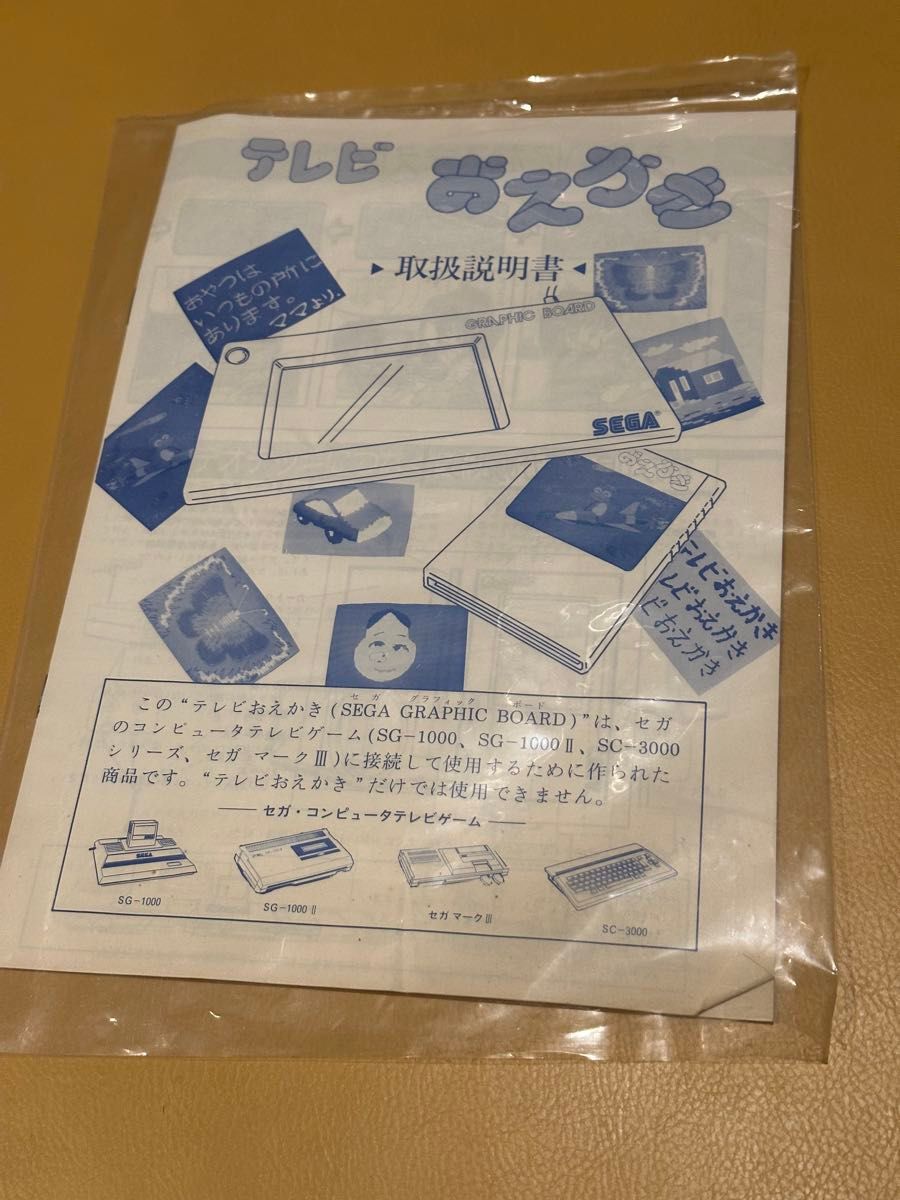 テレビ おえかき
取扱説明書
おやつは
いつもの所に
あります。
ママより.
GRAPHIC BOARD
SEGA
おえかき
テレビおえかき
レビおえかき
ビおえかき
セガ グラフィック ボード
この“テレビおえかき(SEGA GRAPHIC BOARD)”は、セガ
のコンピュータテレビゲーム(SG-1000、SG-1000Ⅱ、SC-3000
シリーズ、セガ マークⅢ)に接続して使用するために作られた
商品です。“テレビおえかき”だけでは使用できません。
セガ・コンピュータテレビゲーム
SEGA
SG-1000
SG-1000Ⅱ
セガ マークⅢ
SC-3000